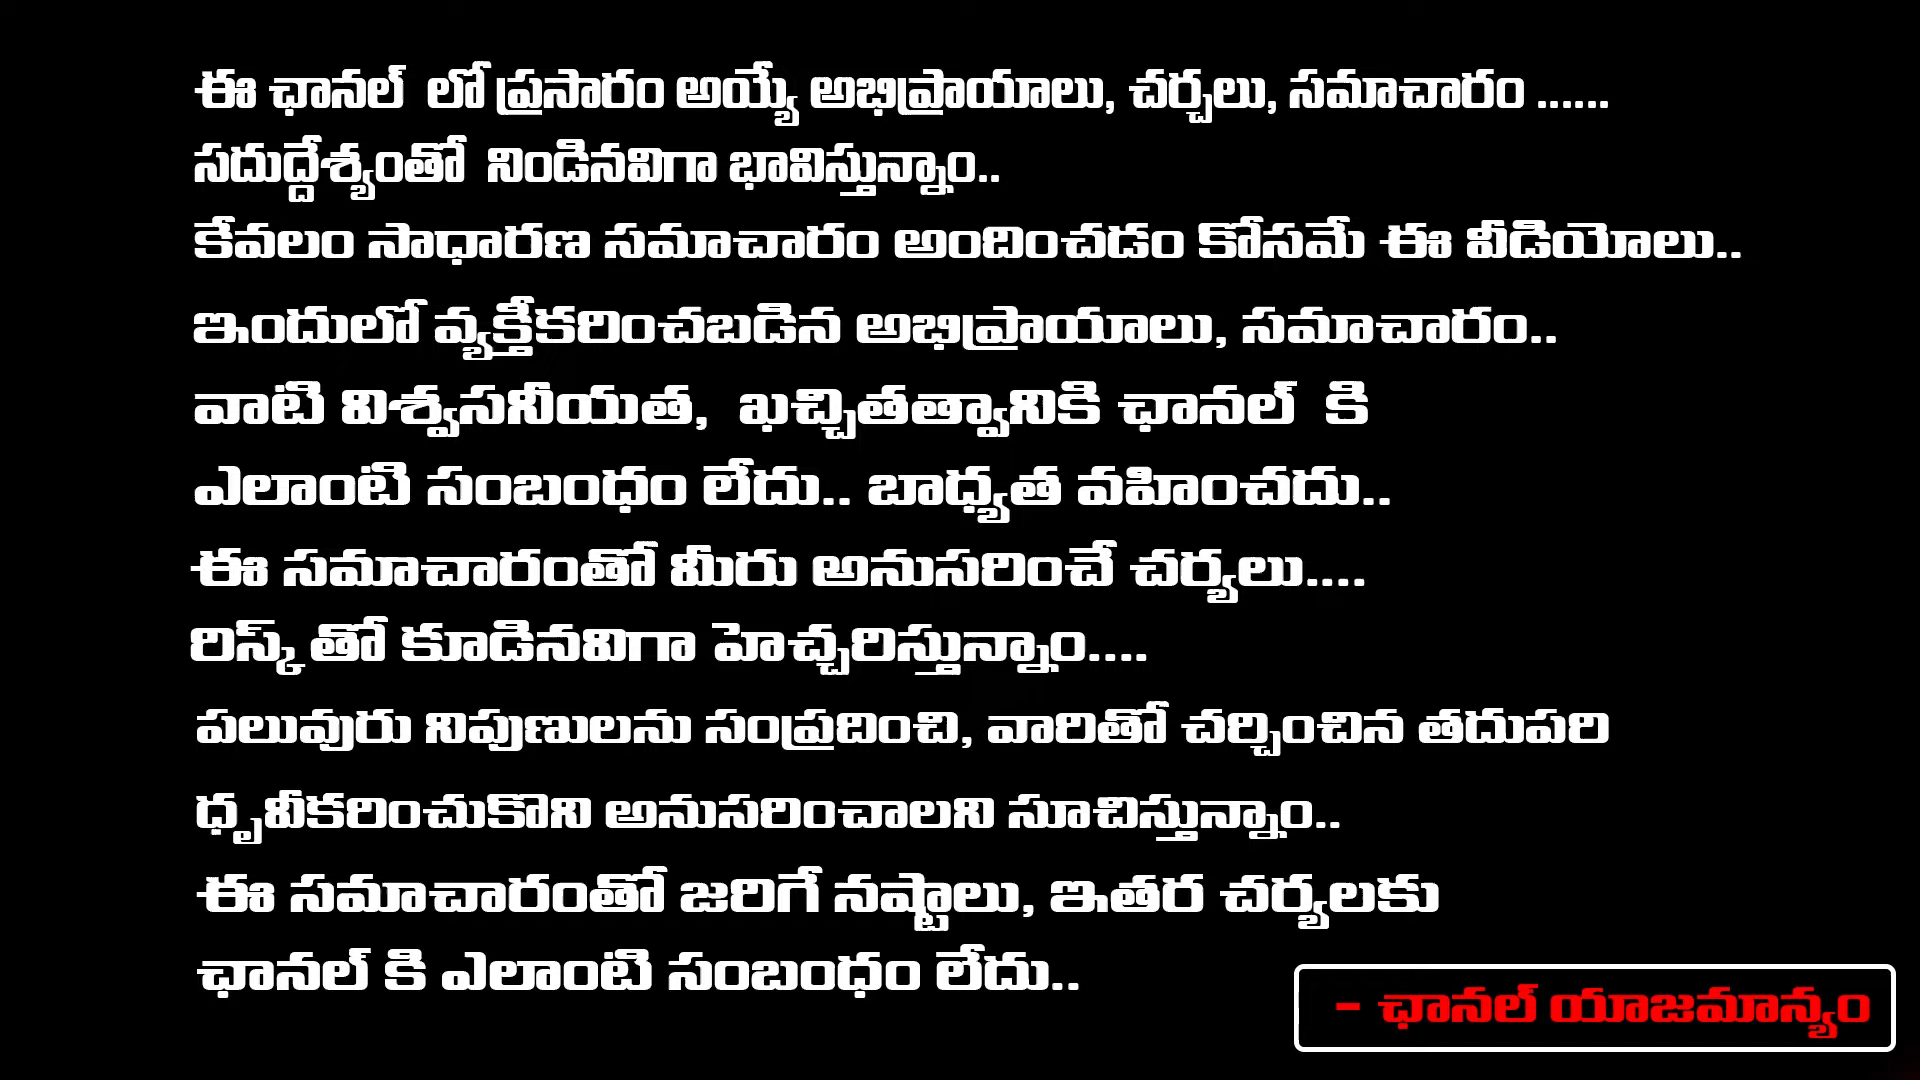 ఈ ఛానల్ లో ప్రసారం అయ్యే అభిప్రాయాలు, చర్చలు, సమాచారం ......
సదుద్దేశ్యంతో నిండినవిగా భావిస్తున్నాం..
కేవలం సాధారణ సమాచారం అందించడం కోసమే ఈ వీడియోలు..
ఇందులో వ్యక్తీకరించబడిన అభిప్రాయాలు, సమాచారం..
వాటి విశ్వసనీయత, ఖచ్చితత్వానికి ఛానల్ కి
ఎలాంటి సంబంధం లేదు.. బాధ్యత వహించదు..
ఈ సమాచారంతో మీరు అనుసరించే చర్యలు....
రిస్క్ తో కూడినవిగా హెచ్చరిస్తున్నాం....
పలువురు నిపుణులను సంప్రదించి, వారితో చర్చించిన తదుపరి
ధృవీకరించుకొని అనుసరించాలని సూచిస్తున్నాం..
ఈ సమాచారంతో జరిగే నష్టాలు, ఇతర చర్యలకు
ఛానల్ కి ఎలాంటి సంబంధం లేదు..
- ఛానల్ యాజమాన్యం